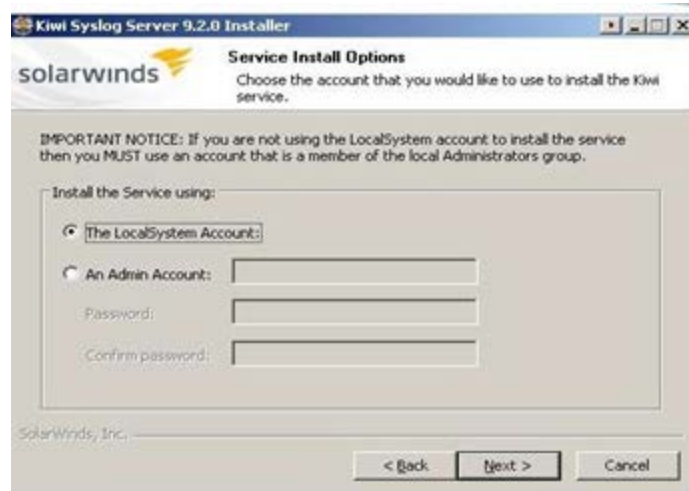 Kiwi Syslog Server 9.2.0 Installer
solarwinds
Service Install Options
Choose the account that you would like to use to install the Kiwi
service.
IMPORTANT NOTICE: If you are not using the LocalSystem account to install the service
then you MUST use an account that is a member of the local Administrators group.
Install the Service using:
The LocalSystem Account:
An Admin Account:
Password:
Confirm password:
SolarWinds, Inc.
< Back
Next >
Cancel